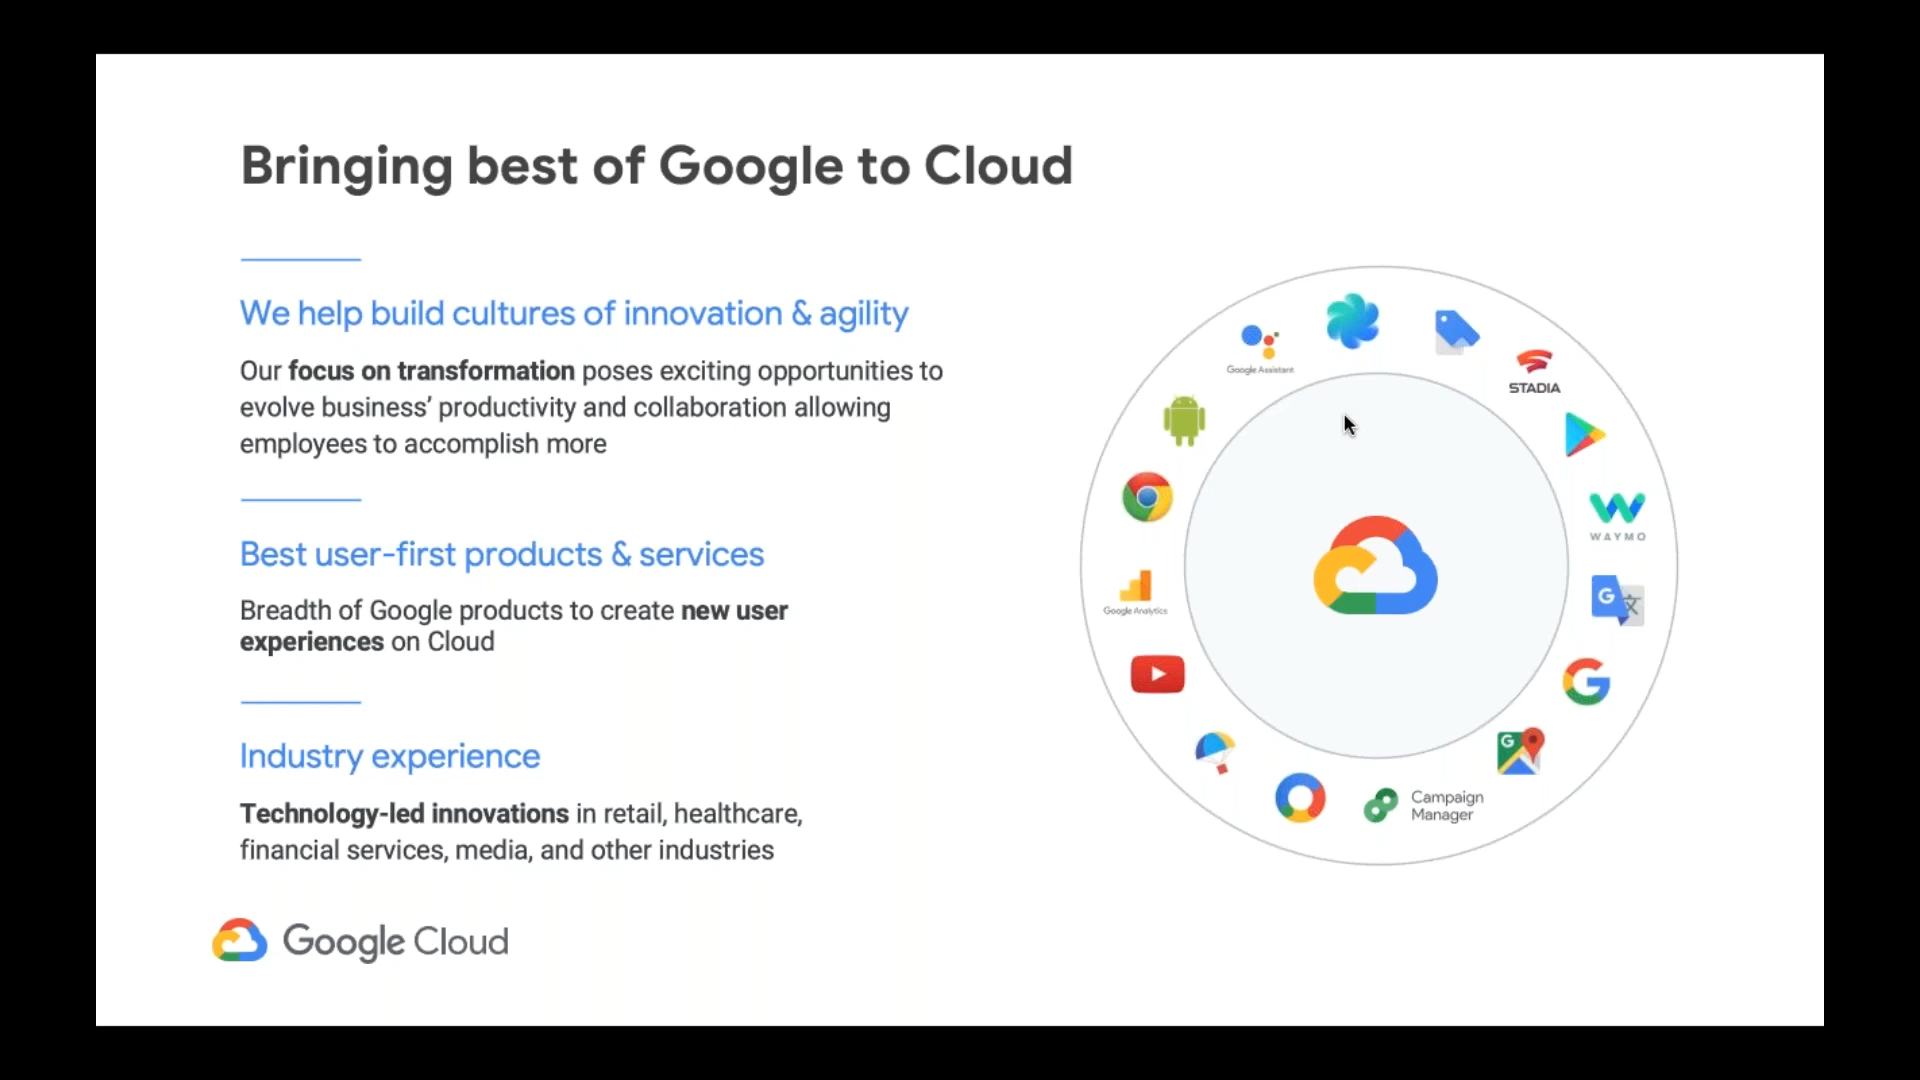 Bringing best of Google to Cloud
We help build cultures of innovation & agility
Our focus on transformation poses exciting opportunities to
evolve business’ productivity and collaboration allowing
employees to accomplish more
Best user-first products & services
Breadth of Google products to create new user
experiences on Cloud
Industry experience
Technology-led innovations in retail, healthcare,
financial services, media, and other industries
Google Cloud
Google Assistant
STADIA
WAYMO
G 文
Google Analytics
G
G
Campaign
Manager